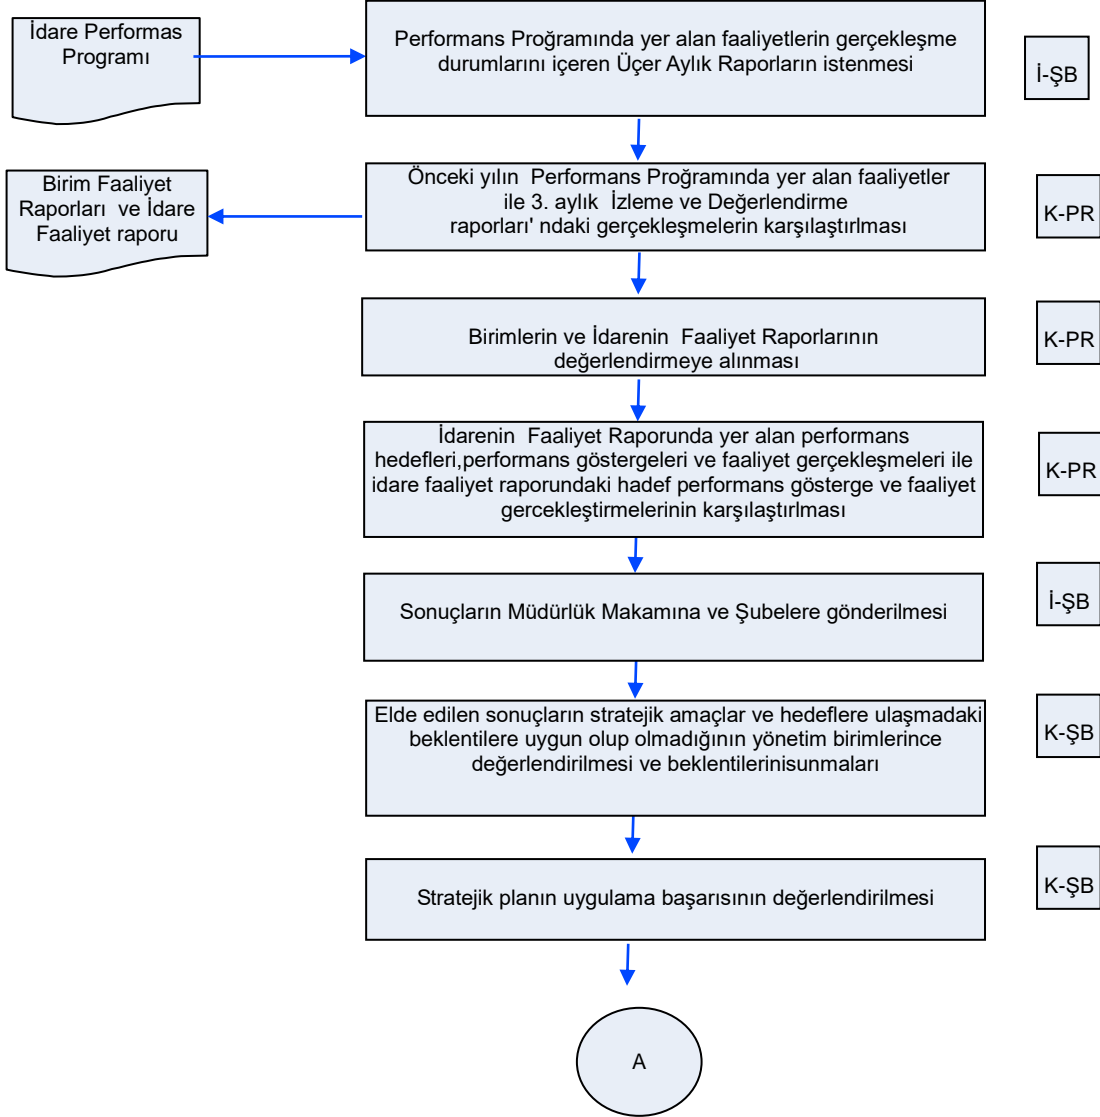 İdare Performas
Programı
Performans Proğramında yer alan faaliyetlerin gerçekleşme
durumlarını içeren Üçer Aylık Raporların istenmesi
İ-ŞB
Birim Faaliyet
Raporları ve İdare
Faaliyet raporu
Önceki yılın Performans Proğramında yer alan faaliyetler
ile 3. aylık İzleme ve Değerlendirme
raporları' ndaki gerçekleşmelerin karşılaştırlması
K-PR
Birimlerin ve İdarenin Faaliyet Raporlarının
değerlendirmeye alınması
K-PR
İdarenin Faaliyet Raporunda yer alan performans
hedefleri,performans göstergeleri ve faaliyet gerçekleşmeleri ile
idare faaliyet raporundaki hadef performans gösterge ve faaliyet
gercekleştirmelerinin karşılaştırlması
K-PR
Sonuçların Müdürlük Makamına ve Şubelere gönderilmesi
İ-ŞB
Elde edilen sonuçların stratejik amaçlar ve hedeflere ulaşmadaki
beklentilere uygun olup olmadığının yönetim birimlerince
değerlendirilmesi ve beklentilerinisunmaları
K-ŞB
Stratejik planın uygulama başarısının değerlendirilmesi
K-ŞB
A